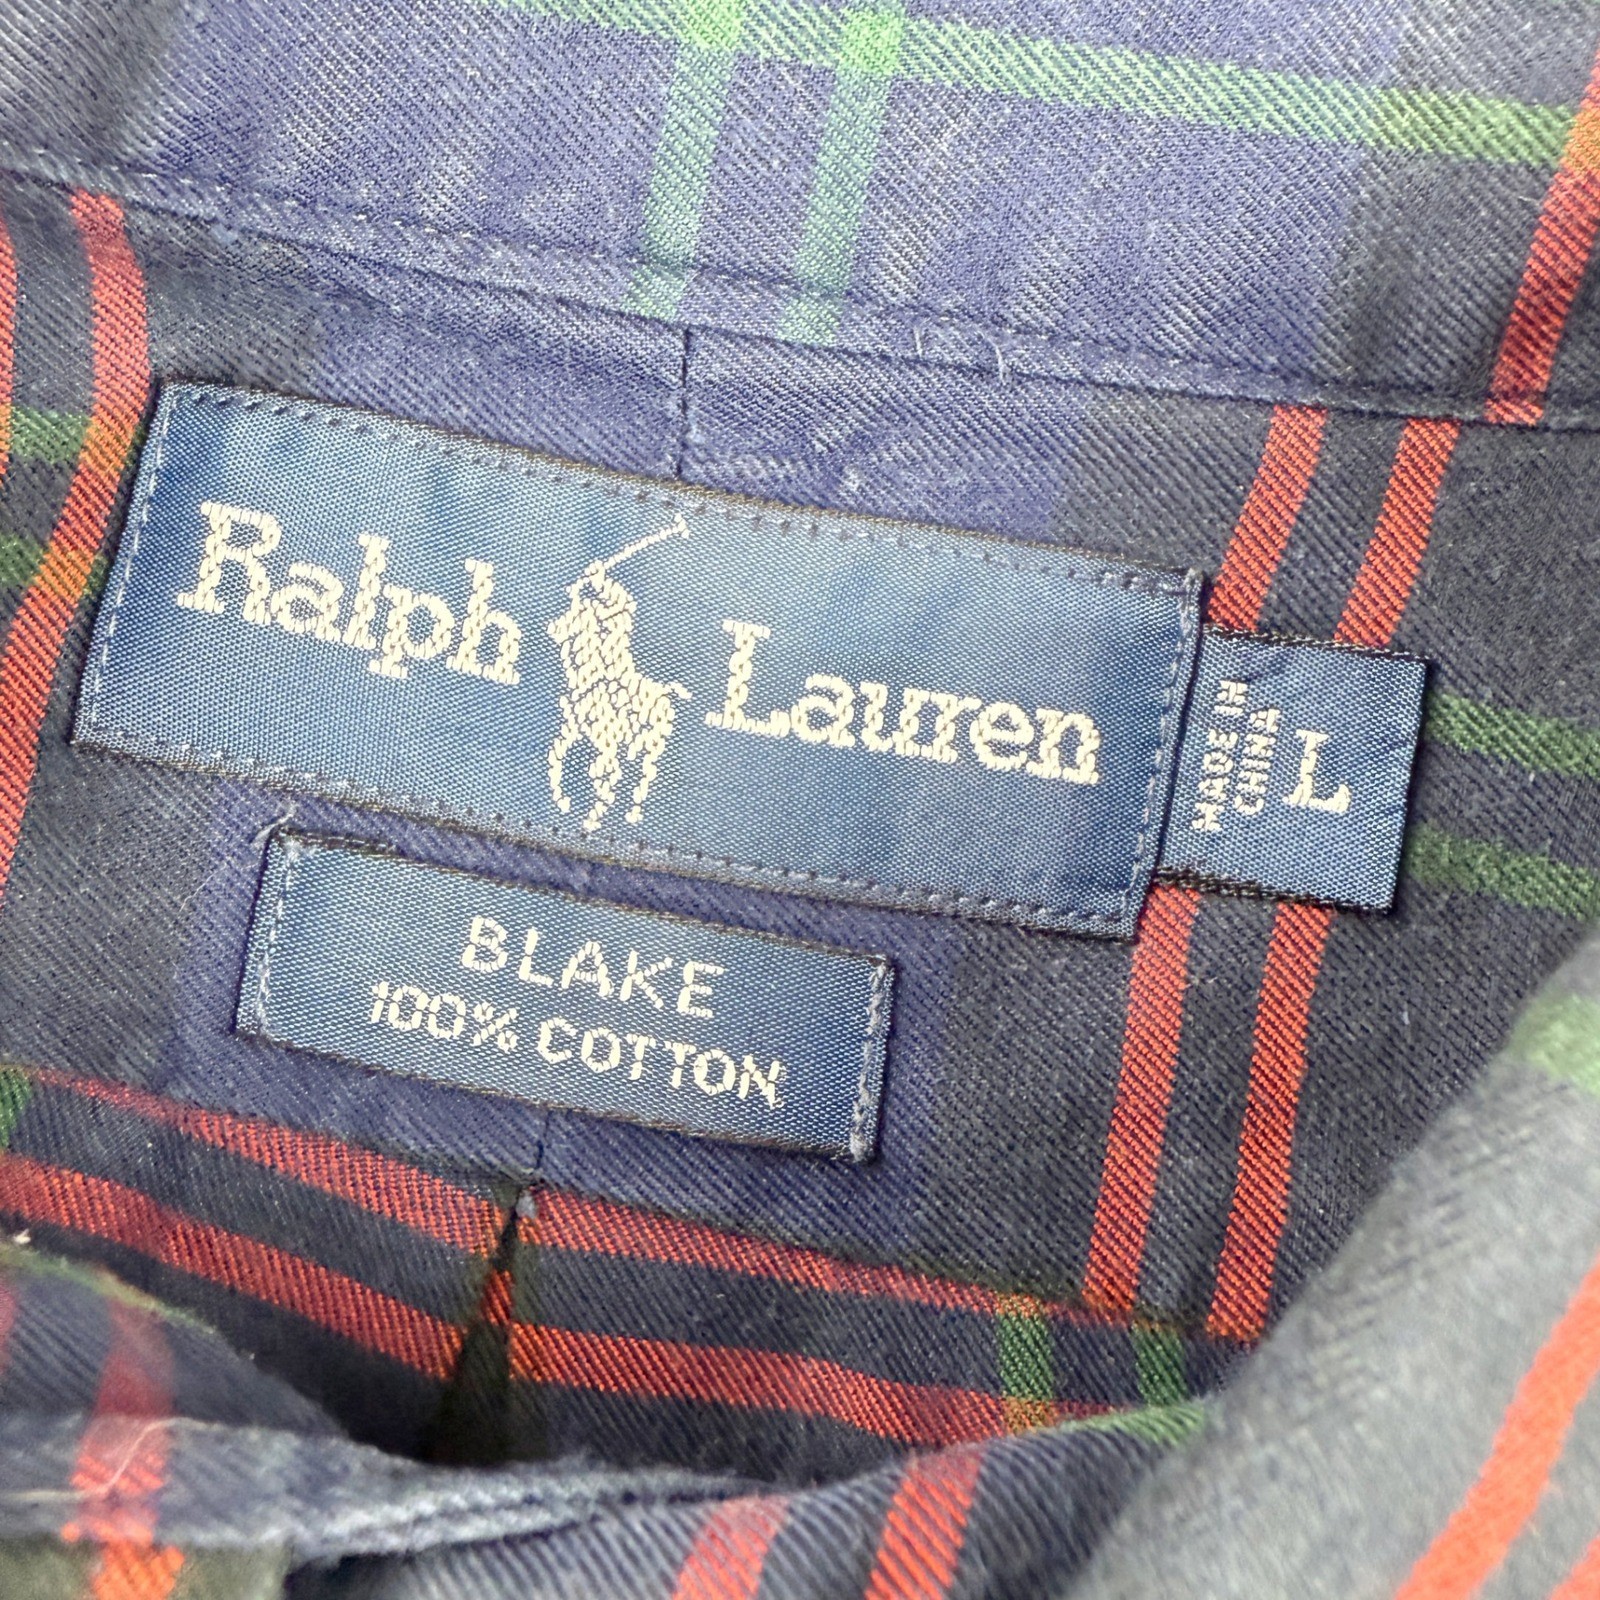 Ralph Lauren
MADE IN
CHINA
L
BLAKE
100% COTTON